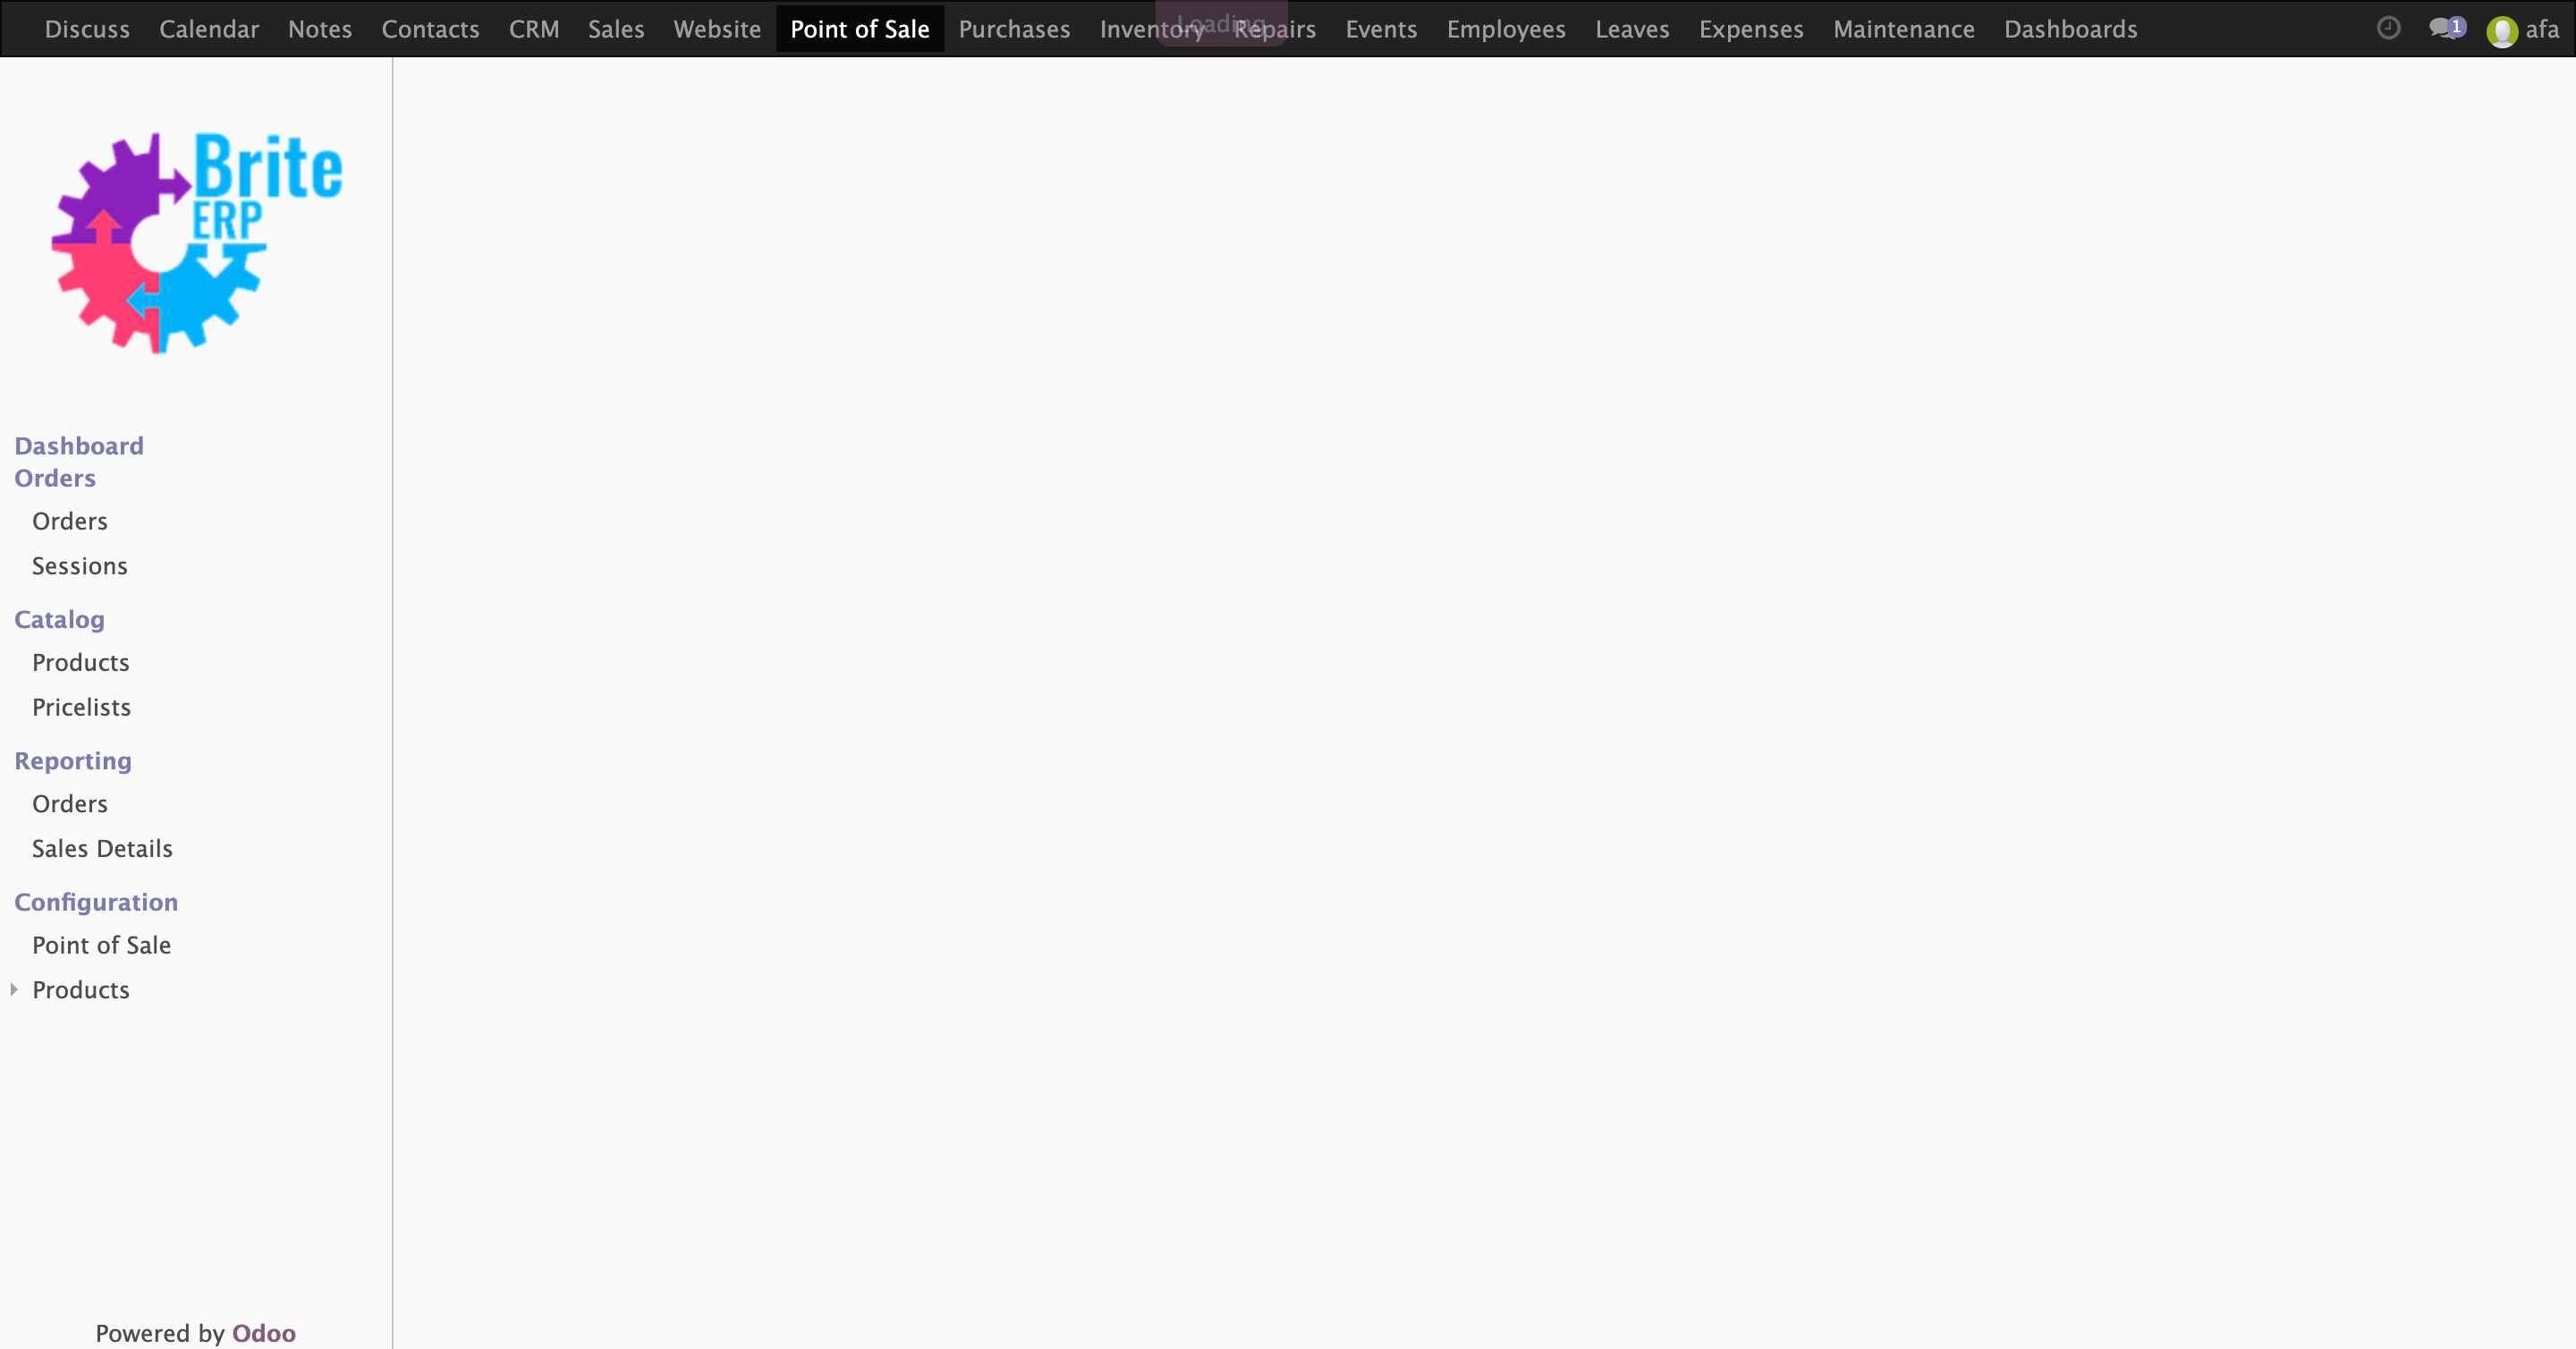 Discuss Calendar Notes Contacts CRM Sales Website Point of Sale Purchases Inventory Repairs Events Employees Leaves Expenses Maintenance Dashboards 1 afa
Loading
Brite
ERP
Dashboard
Orders
Orders
Sessions
Catalog
Products
Pricelists
Reporting
Orders
Sales Details
Configuration
Point of Sale
Products
Powered by Odoo